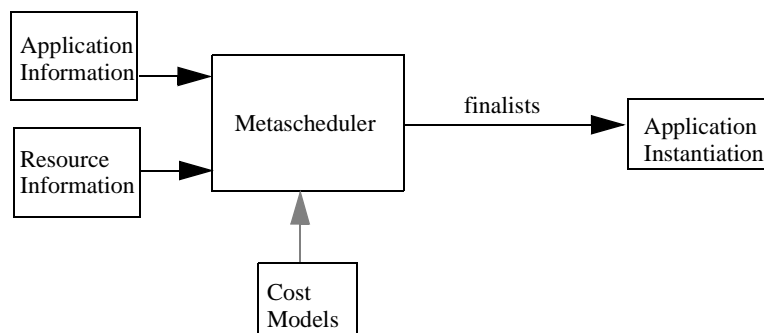 Application
Information
Metascheduler
finalists
Application
Instantiation
Resource
Information
Cost
Models